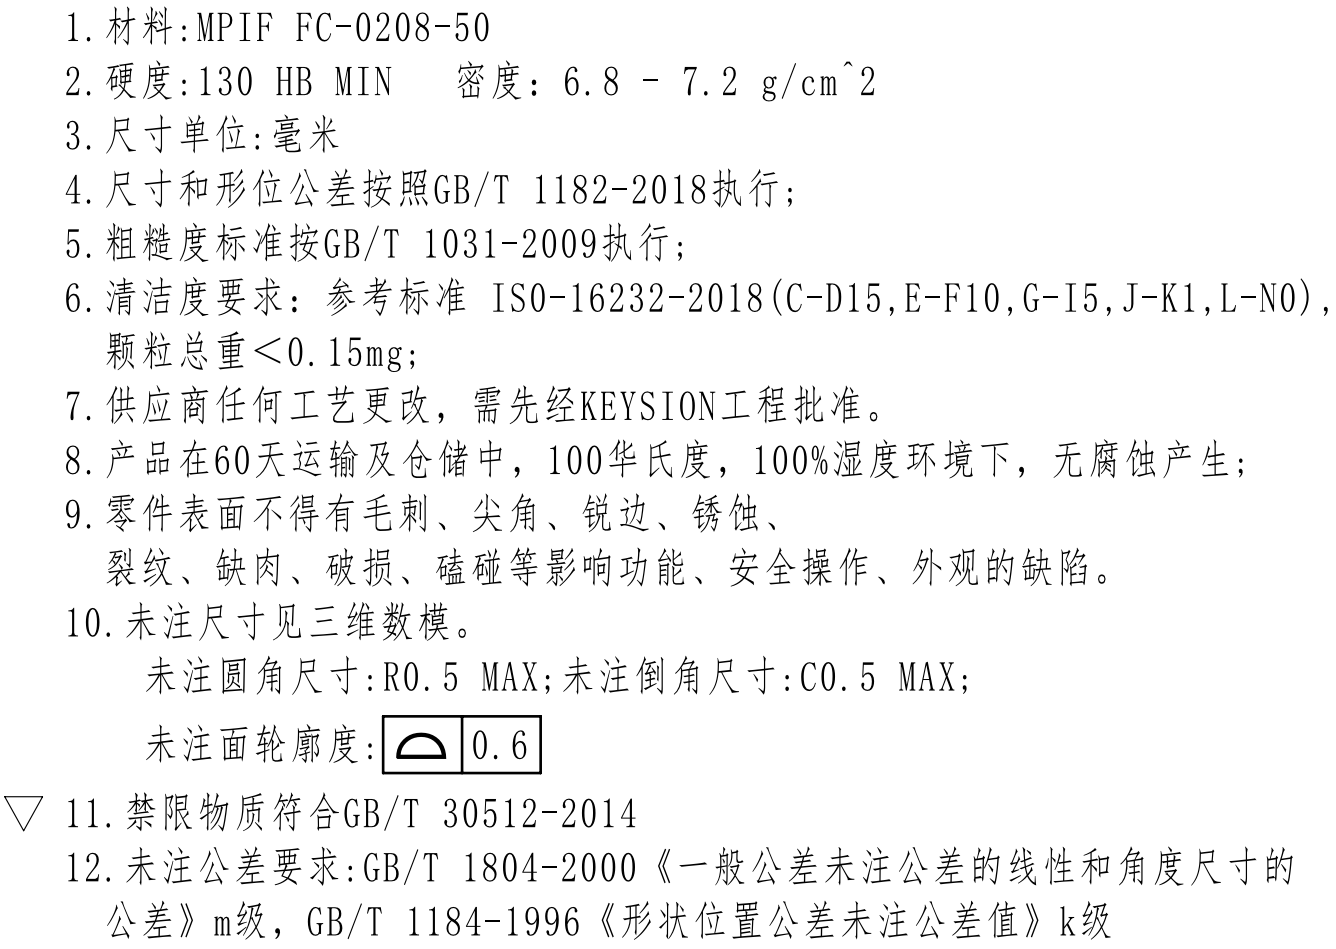 1.材料:MPIF FC-0208-50
2.硬度:130 HB MIN 密度：6.8 - 7.2 g/cm^2
3.尺寸单位:毫米
4.尺寸和形位公差按照GB/T 1182-2018执行;
5.粗糙度标准按GB/T 1031-2009执行;
6.清洁度要求：参考标准 ISO-16232-2018(C-D15,E-F10,G-I5,J-K1,L-N0),
颗粒总重＜0.15mg;
7.供应商任何工艺更改，需先经KEYSION工程批准。
8.产品在60天运输及仓储中，100华氏度，100%湿度环境下，无腐蚀产生;
9.零件表面不得有毛刺、尖角、锐边、锈蚀、
裂纹、缺肉、破损、磕碰等影响功能、安全操作、外观的缺陷。
10.未注尺寸见三维数模。
未注圆角尺寸:R0.5 MAX;未注倒角尺寸:C0.5 MAX;
未注面轮廓度:⌓ 0.6
▽ 11.禁限物质符合GB/T 30512-2014
12.未注公差要求:GB/T 1804-2000《一般公差未注公差的线性和角度尺寸的
公差》m级，GB/T 1184-1996《形状位置公差未注公差值》k级